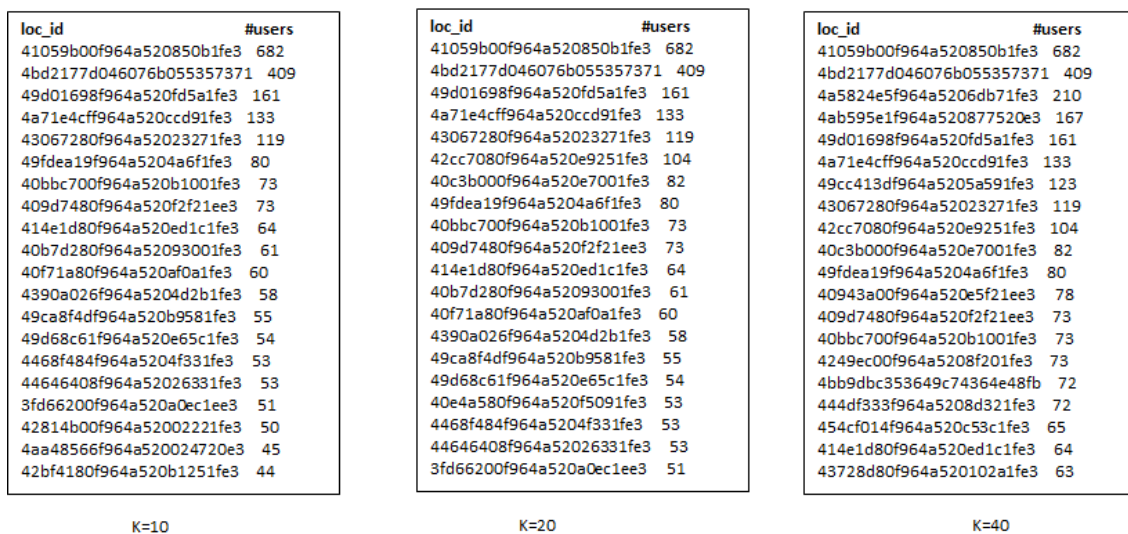 loc_id #users
41059b00f964a520850b1fe3 682
4bd2177d046076b055357371 409
49d01698f964a520fd5a1fe3 161
4a71e4cff964a520ccd91fe3 133
43067280f964a52023271fe3 119
49fdea19f964a5204a6f1fe3 80
40bbc700f964a520b1001fe3 73
409d7480f964a520f2f21ee3 73
414e1d80f964a520ed1c1fe3 64
40b7d280f964a52093001fe3 61
40f71a80f964a520af0a1fe3 60
4390a026f964a5204d2b1fe3 58
49ca8f4df964a520b9581fe3 55
49d68c61f964a520e65c1fe3 54
4468f484f964a5204f331fe3 53
44646408f964a52026331fe3 53
3fd66200f964a520a0ec1ee3 51
42814b00f964a52002221fe3 50
4aa48566f964a520024720e3 45
42bf4180f964a520b1251fe3 44
K=10
loc_id #users
41059b00f964a520850b1fe3 682
4bd2177d046076b055357371 409
49d01698f964a520fd5a1fe3 161
4a71e4cff964a520ccd91fe3 133
43067280f964a52023271fe3 119
42cc7080f964a520e9251fe3 104
40c3b000f964a520e7001fe3 82
49fdea19f964a5204a6f1fe3 80
40bbc700f964a520b1001fe3 73
409d7480f964a520f2f21ee3 73
414e1d80f964a520ed1c1fe3 64
40b7d280f964a52093001fe3 61
40f71a80f964a520af0a1fe3 60
4390a026f964a5204d2b1fe3 58
49ca8f4df964a520b9581fe3 55
49d68c61f964a520e65c1fe3 54
40e4a580f964a520f5091fe3 53
4468f484f964a5204f331fe3 53
44646408f964a52026331fe3 53
3fd66200f964a520a0ec1ee3 51
K=20
loc_id #users
41059b00f964a520850b1fe3 682
4bd2177d046076b055357371 409
4a5824e5f964a5206db71fe3 210
4ab595e1f964a520877520e3 167
49d01698f964a520fd5a1fe3 161
4a71e4cff964a520ccd91fe3 133
49cc413df964a5205a591fe3 123
43067280f964a52023271fe3 119
42cc7080f964a520e9251fe3 104
40c3b000f964a520e7001fe3 82
49fdea19f964a5204a6f1fe3 80
40943a00f964a520e5f21ee3 78
409d7480f964a520f2f21ee3 73
40bbc700f964a520b1001fe3 73
4249ec00f964a5208f201fe3 73
4bb9dbc353649c74364e48fb 72
444df333f964a5208d321fe3 72
454cf014f964a520c53c1fe3 65
414e1d80f964a520ed1c1fe3 64
43728d80f964a520102a1fe3 63
K=40